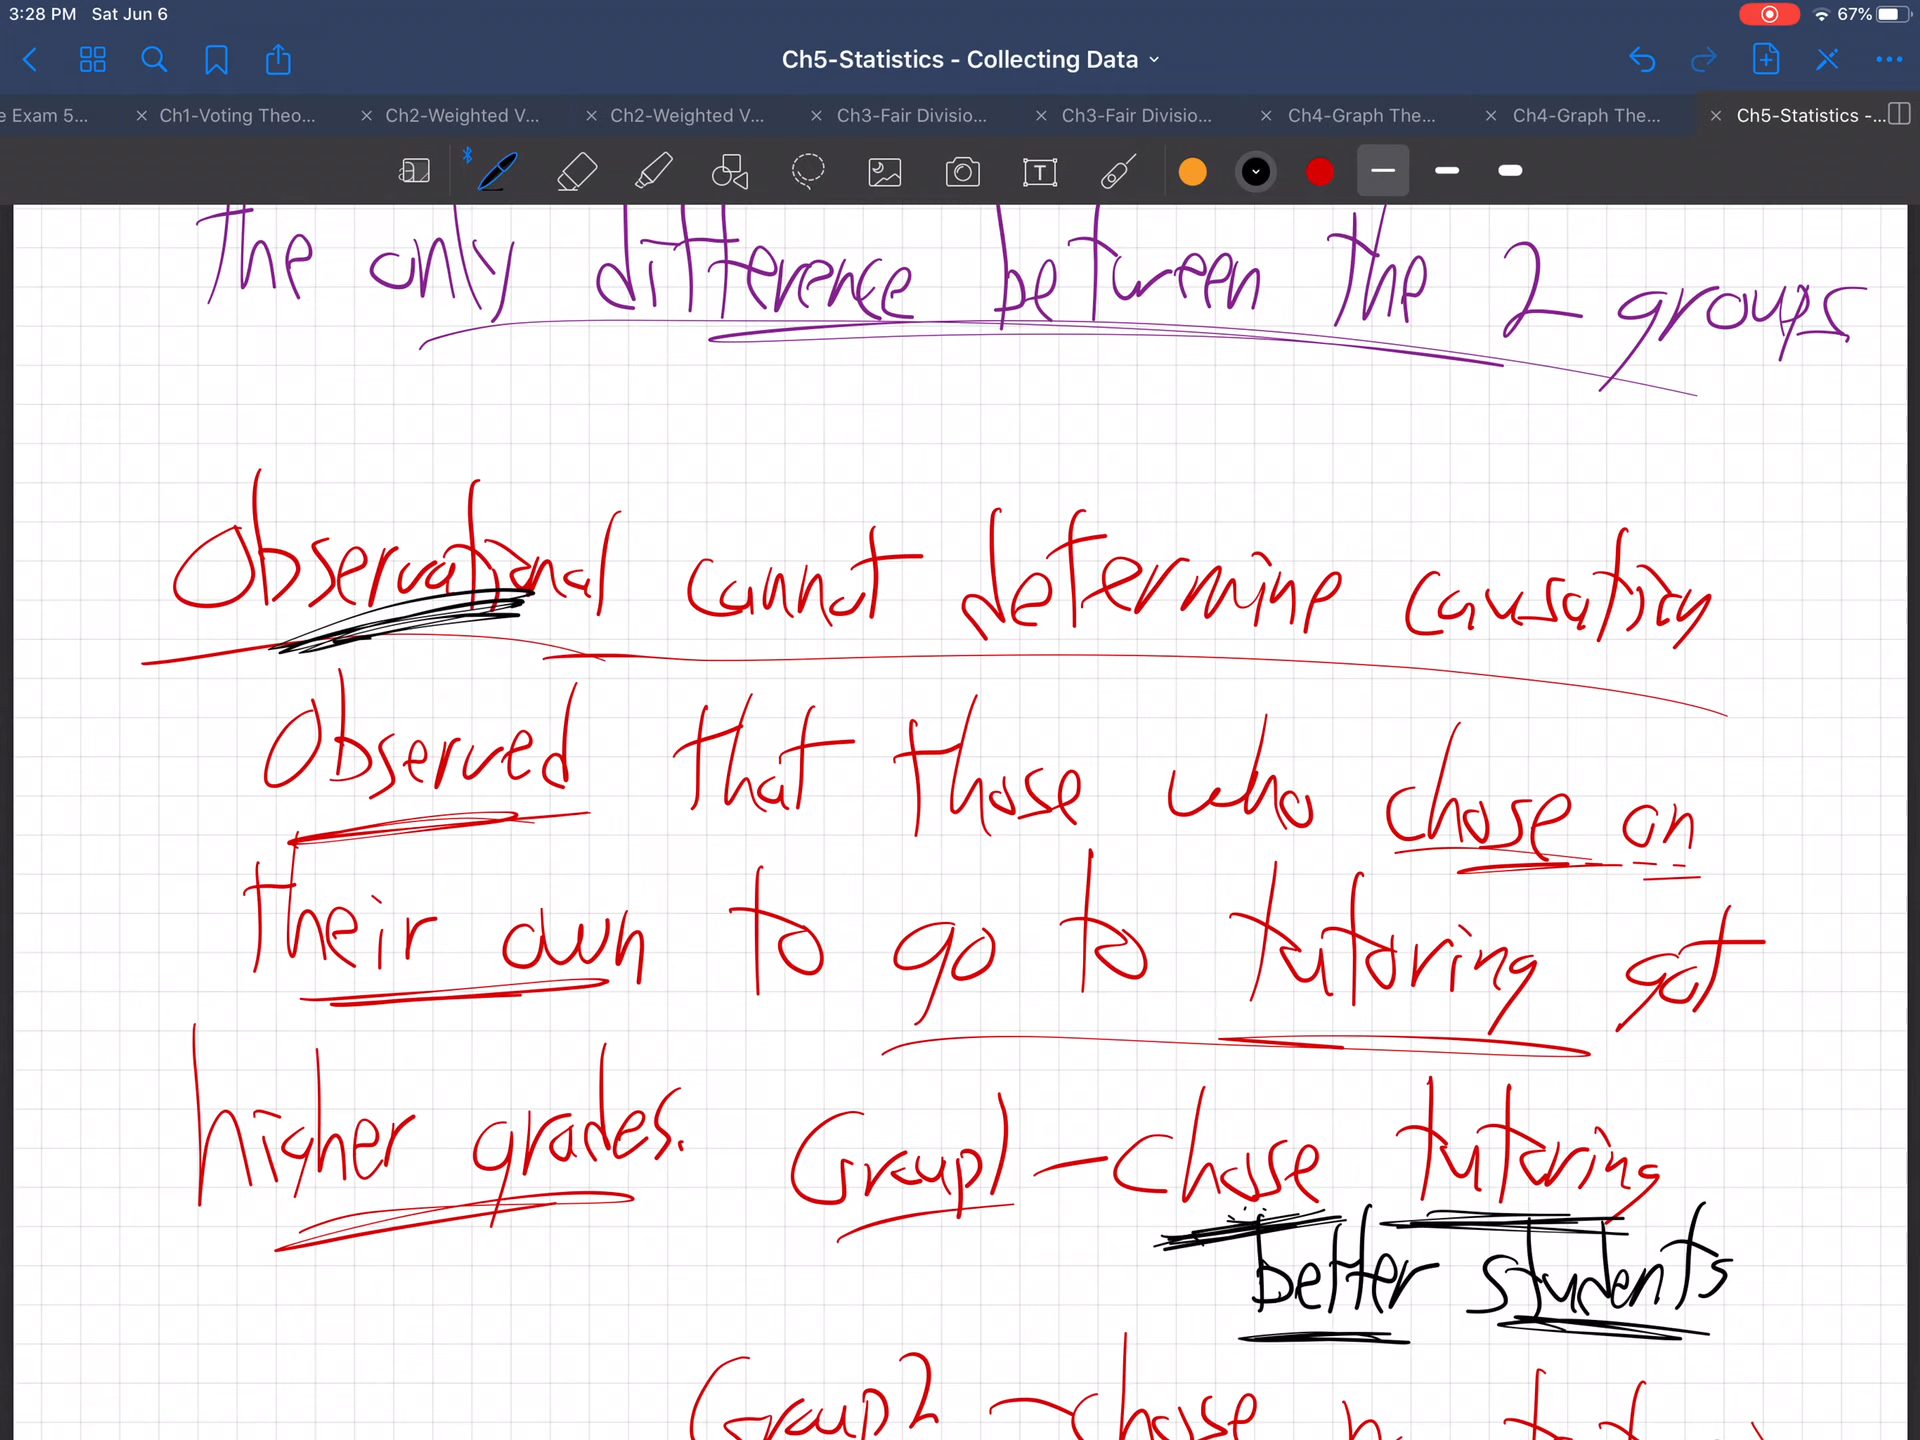 3:28 PM Sat Jun 6 67%
Ch5-Statistics - Collecting Data
e Exam 5... Ch1-Voting Theo... Ch2-Weighted V... Ch2-Weighted V... Ch3-Fair Divisio... Ch3-Fair Divisio... Ch4-Graph The... Ch4-Graph The... Ch5-Statistics -...
T
The only difference between the 2 groups
Observational cannot determine causation
Observed that those who chose on
their own to go to tutoring got
higher grades. Group1 - Chose tutoring
better students
Group2 - Chose